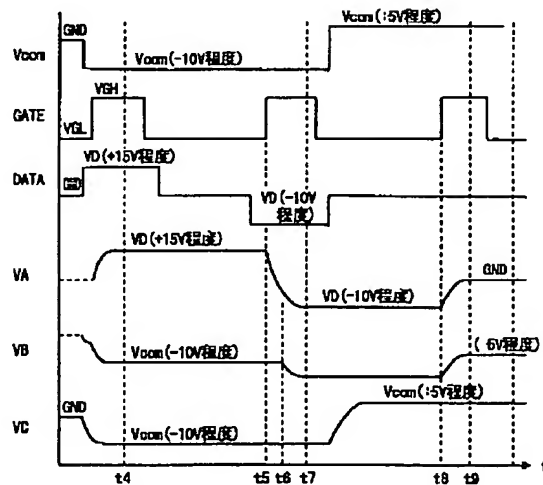 GND
Vcom(:5V程度)
Vcom
Vcom(-10V程度)
VGH
GATE
VGL
VD(+15V程度)
DATA
VD(-10V
程度)
VD(+15V程度)
GND
VA
VD(-10V程度)
VB
Vcom(-10V程度)
(-5V程度)
Vcom(:5V程度)
GND
VC
Vcom(-10V程度)
t
t4
t5
t6
t7
t8
t9